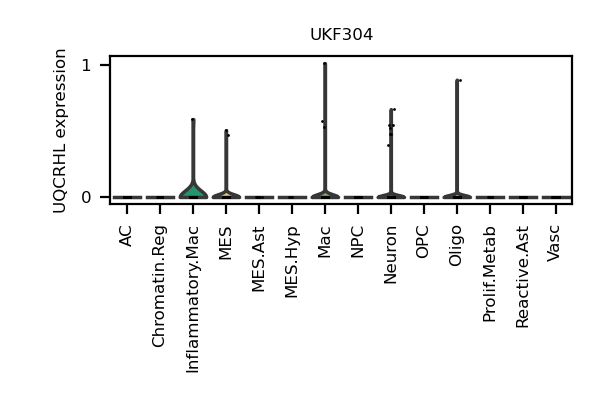 UKF304
UQCRHL expression
1
0
AC
Chromatin.Reg
Inflammatory.Mac
MES
MES.Ast
MES.Hyp
Mac
NPC
Neuron
OPC
Oligo
Prolif.Metab
Reactive.Ast
Vasc